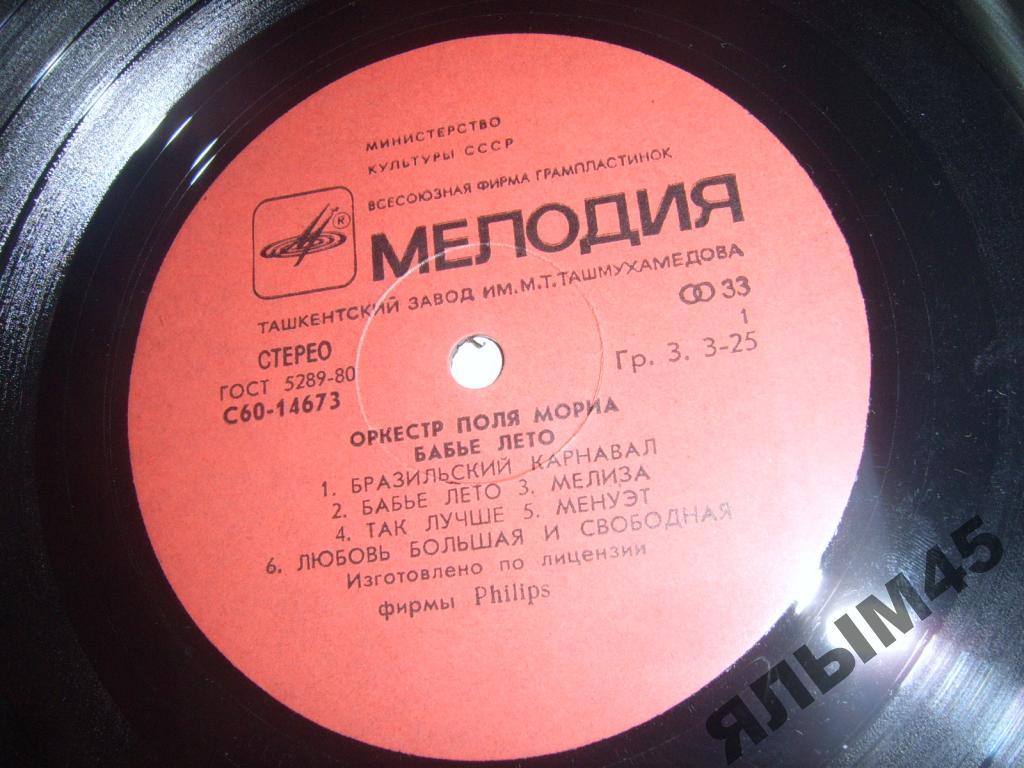 МИНИСТЕРСТВО
КУЛЬТУРЫ СССР
ВСЕСОЮЗНАЯ ФИРМА ГРАМПЛАСТИНОК
®
МЕЛОДИЯ
ТАШКЕНТСКИЙ ЗАВОД ИМ. М.Т. ТАШМУХАМЕДОВА
СТЕРЕО
33
ГОСТ 5289-80
1
С60-14673
Гр. 3. 3-25
ОРКЕСТР ПОЛЯ МОРИА
БАБЬЕ ЛЕТО
1. БРАЗИЛЬСКИЙ КАРНАВАЛ
2. БАБЬЕ ЛЕТО 3. МЕЛИЗА
4. ТАК ЛУЧШЕ 5. МЕНУЭТ
6. ЛЮБОВЬ БОЛЬШАЯ И СВОБОДНАЯ
Изготовлено по лицензии
фирмы Philips
ЯЛЫМ45